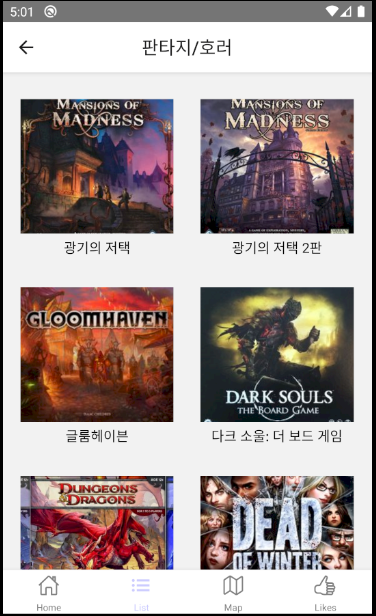 5:01
판타지/호러
MANSIONS OF
MADNESS
MANSIONS OF
MADNESS
광기의 저택
광기의 저택 2판
GLOOMHAVEN
DARK SOULS
THE BOARD GAME
글룸헤이븐
다크 소울: 더 보드 게임
DUNGEONS & DRAGONS
DEAD
OF WINTER
Home
List
Map
Likes